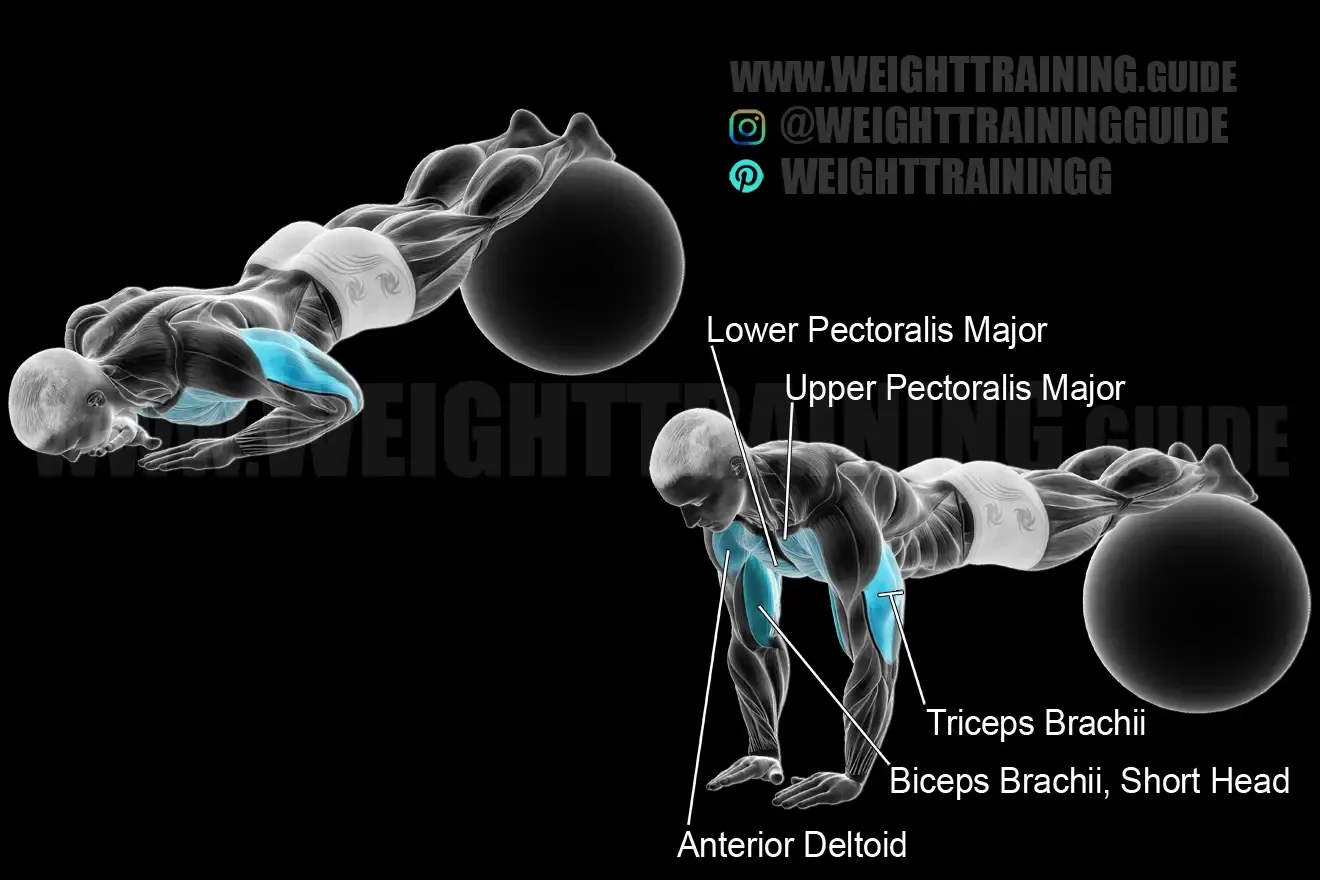 WWW.WEIGHTTRAINING.GUIDE
@WEIGHTTRAININGGUIDE
WEIGHTTRAININGG
Lower Pectoralis Major
Upper Pectoralis Major
WWW.WEIGHTTRAINING.GUIDE
Triceps Brachii
Biceps Brachii, Short Head
Anterior Deltoid